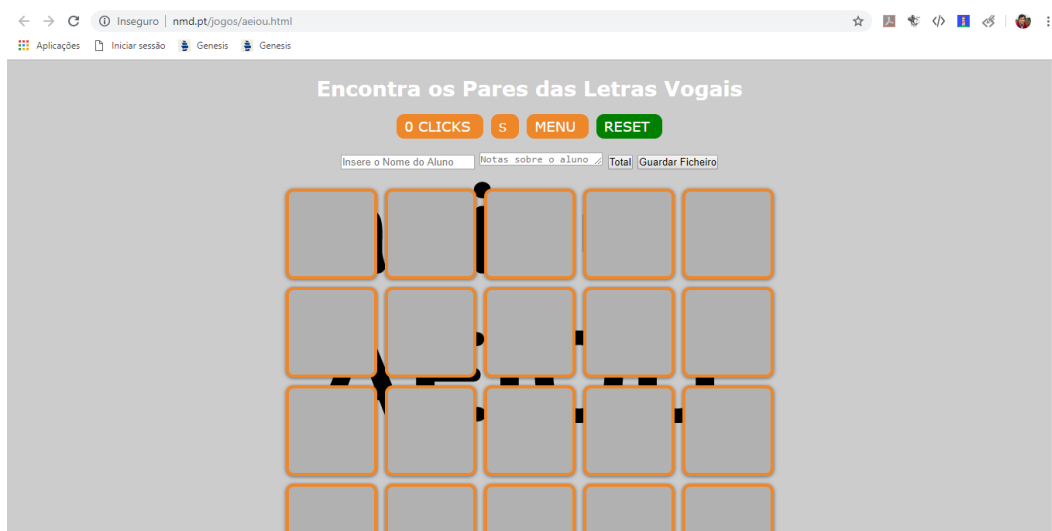 Inseguro | nmd.pt/jogos/aeiou.html
Aplicações Iniciar sessão Genesis Genesis
Encontra os Pares das Letras Vogais
0 CLICKS S MENU RESET
Insere o Nome do Aluno Notas sobre o aluno Total Guardar Ficheiro